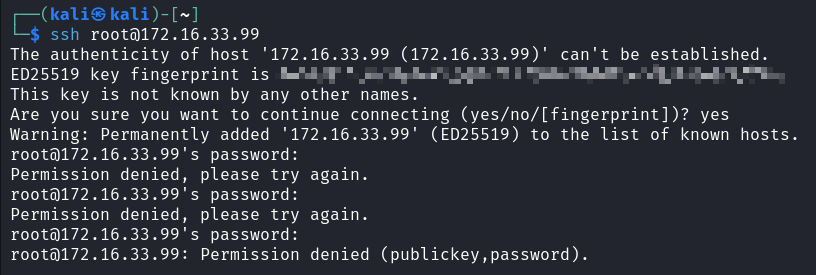 ┌──(kali㉿kali)-[~]
└─$ ssh root@172.16.33.99
The authenticity of host '172.16.33.99 (172.16.33.99)' can't be established.
ED25519 key fingerprint is
This key is not known by any other names.
Are you sure you want to continue connecting (yes/no/[fingerprint])? yes
Warning: Permanently added '172.16.33.99' (ED25519) to the list of known hosts.
root@172.16.33.99's password:
Permission denied, please try again.
root@172.16.33.99's password:
Permission denied, please try again.
root@172.16.33.99's password:
root@172.16.33.99: Permission denied (publickey,password).